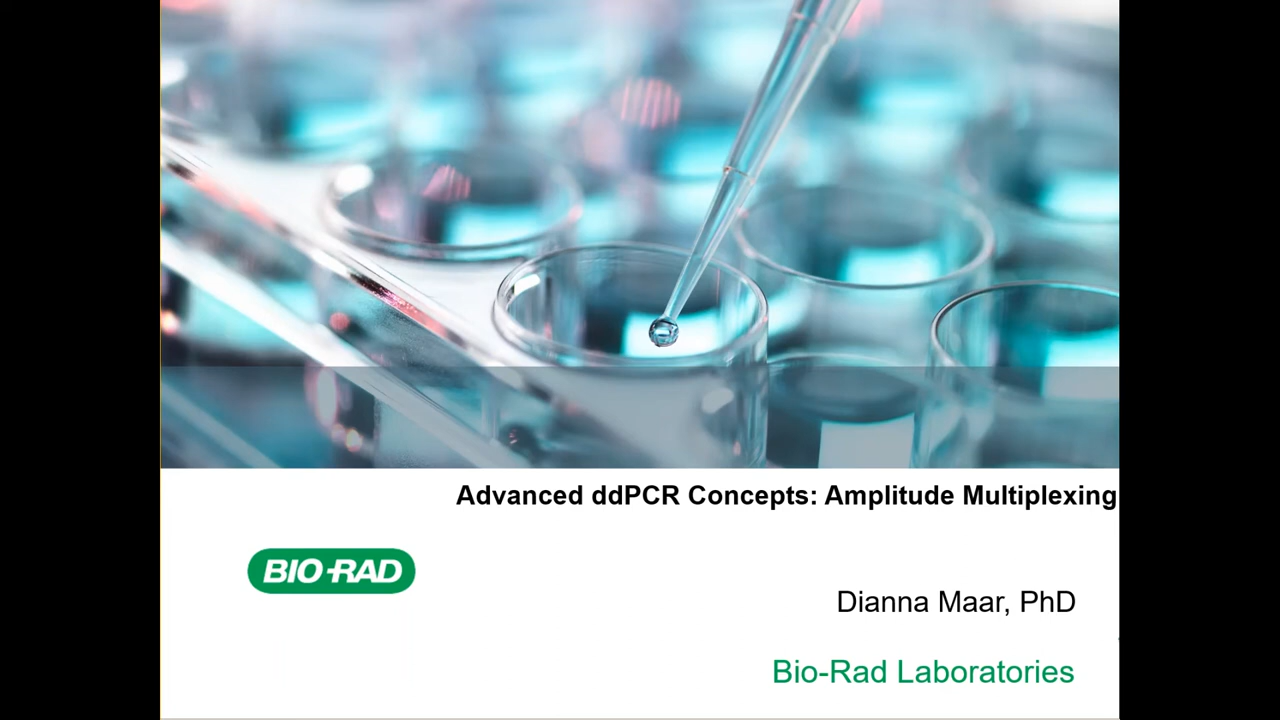 Advanced ddPCR Concepts: Amplitude Multiplexing
BIO-RAD
Dianna Maar, PhD
Bio-Rad Laboratories